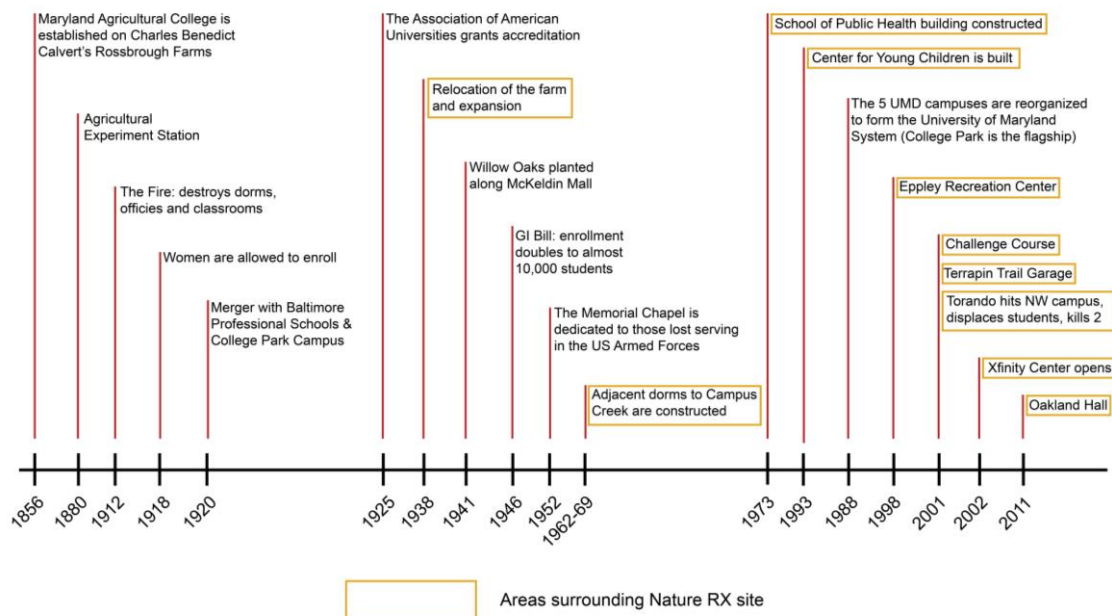 Maryland Agricultural College is
established on Charles Benedict
Calvert's Rossbrough Farms
Agricultural
Experiment Station
The Fire: destroys dorms,
officies and classrooms
Women are allowed to enroll
Merger with Baltimore
Professional Schools &
College Park Campus
The Association of American
Universities grants accreditation
Relocation of the farm
and expansion
Willow Oaks planted
along McKeldin Mall
GI Bill: enrollment
doubles to almost
10,000 students
The Memorial Chapel is
dedicated to those lost serving
in the US Armed Forces
Adjacent dorms to Campus
Creek are constructed
School of Public Health building constructed
Center for Young Children is built
The 5 UMD campuses are reorganized
to form the University of Maryland
System (College Park is the flagship)
Eppley Recreation Center
Challenge Course
Terrapin Trail Garage
Torando hits NW campus,
displaces students, kills 2
Xfinity Center opens
Oakland Hall
1856
1880
1912
1918
1920
1925
1938
1941
1946
1952
1962-69
1973
1993
1988
1998
2001
2002
2011
Areas surrounding Nature RX site